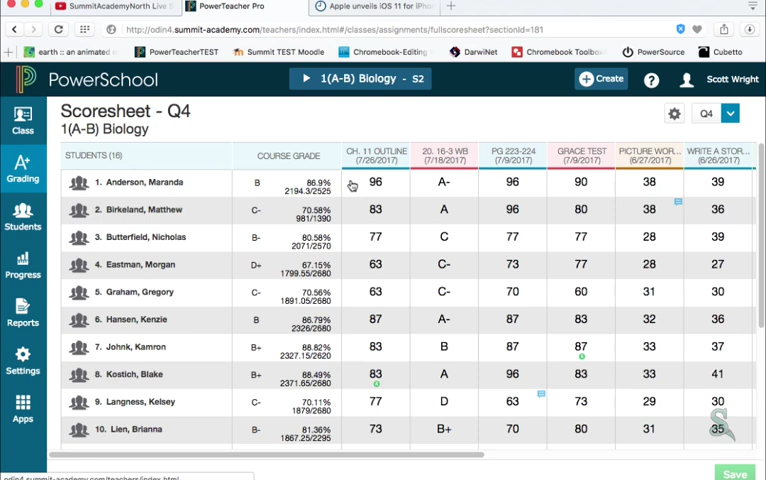 SummitAcademyNorth Live S
PowerTeacher Pro
Apple unveils iOS 11 for iPhone
http://odin4.summit-academy.com/teachers/index.html#/classes/assignments/fullscoresheet?sectionId=181
earth :: an animated m
PowerTeacherTEST
Summit TEST Moodle
Chromebook-Editing
DarwiNet
Chromebook Toolbox
PowerSource
Cubetto
PowerSchool
1(A-B) Biology - S2
Create
Scott Wright
Class
Grading
Students
Progress
Reports
Settings
Apps
Scoresheet - Q4
1(A-B) Biology
Q4
STUDENTS (16) COURSE GRADE CH. 11 OUTLINE (7/26/2017) 20. 16-3 WB (7/18/2017) PG 223-224 (7/9/2017) GRACE TEST (7/9/2017) PICTURE WOR... (6/27/2017) WRITE A STOR... (6/26/2017)
1. Anderson, Maranda B 86.9% 2194.3/2525 96 A- 96 90 38 39
2. Birkeland, Matthew C- 70.58% 981/1390 83 A 96 80 38 36
3. Butterfield, Nicholas B- 80.58% 2071/2570 77 C 77 77 28 39
4. Eastman, Morgan D+ 67.15% 1799.55/2680 63 C- 73 77 28 27
5. Graham, Gregory C- 70.56% 1891.05/2680 63 C- 70 60 31 30
6. Hansen, Kenzie B 86.79% 2326/2680 87 A- 87 83 32 36
7. Johnk, Kamron B+ 88.82% 2327.15/2620 83 B 87 87 33 37
8. Kostich, Blake B+ 88.49% 2371.65/2680 83 A 96 83 33 41
9. Langness, Kelsey C- 70.11% 1879/2680 77 D 63 73 29 30
10. Lien, Brianna B- 81.36% 1867.25/2295 73 B+ 70 80 31 35
Save
odin4.summit-academy.com/teachers/index.html